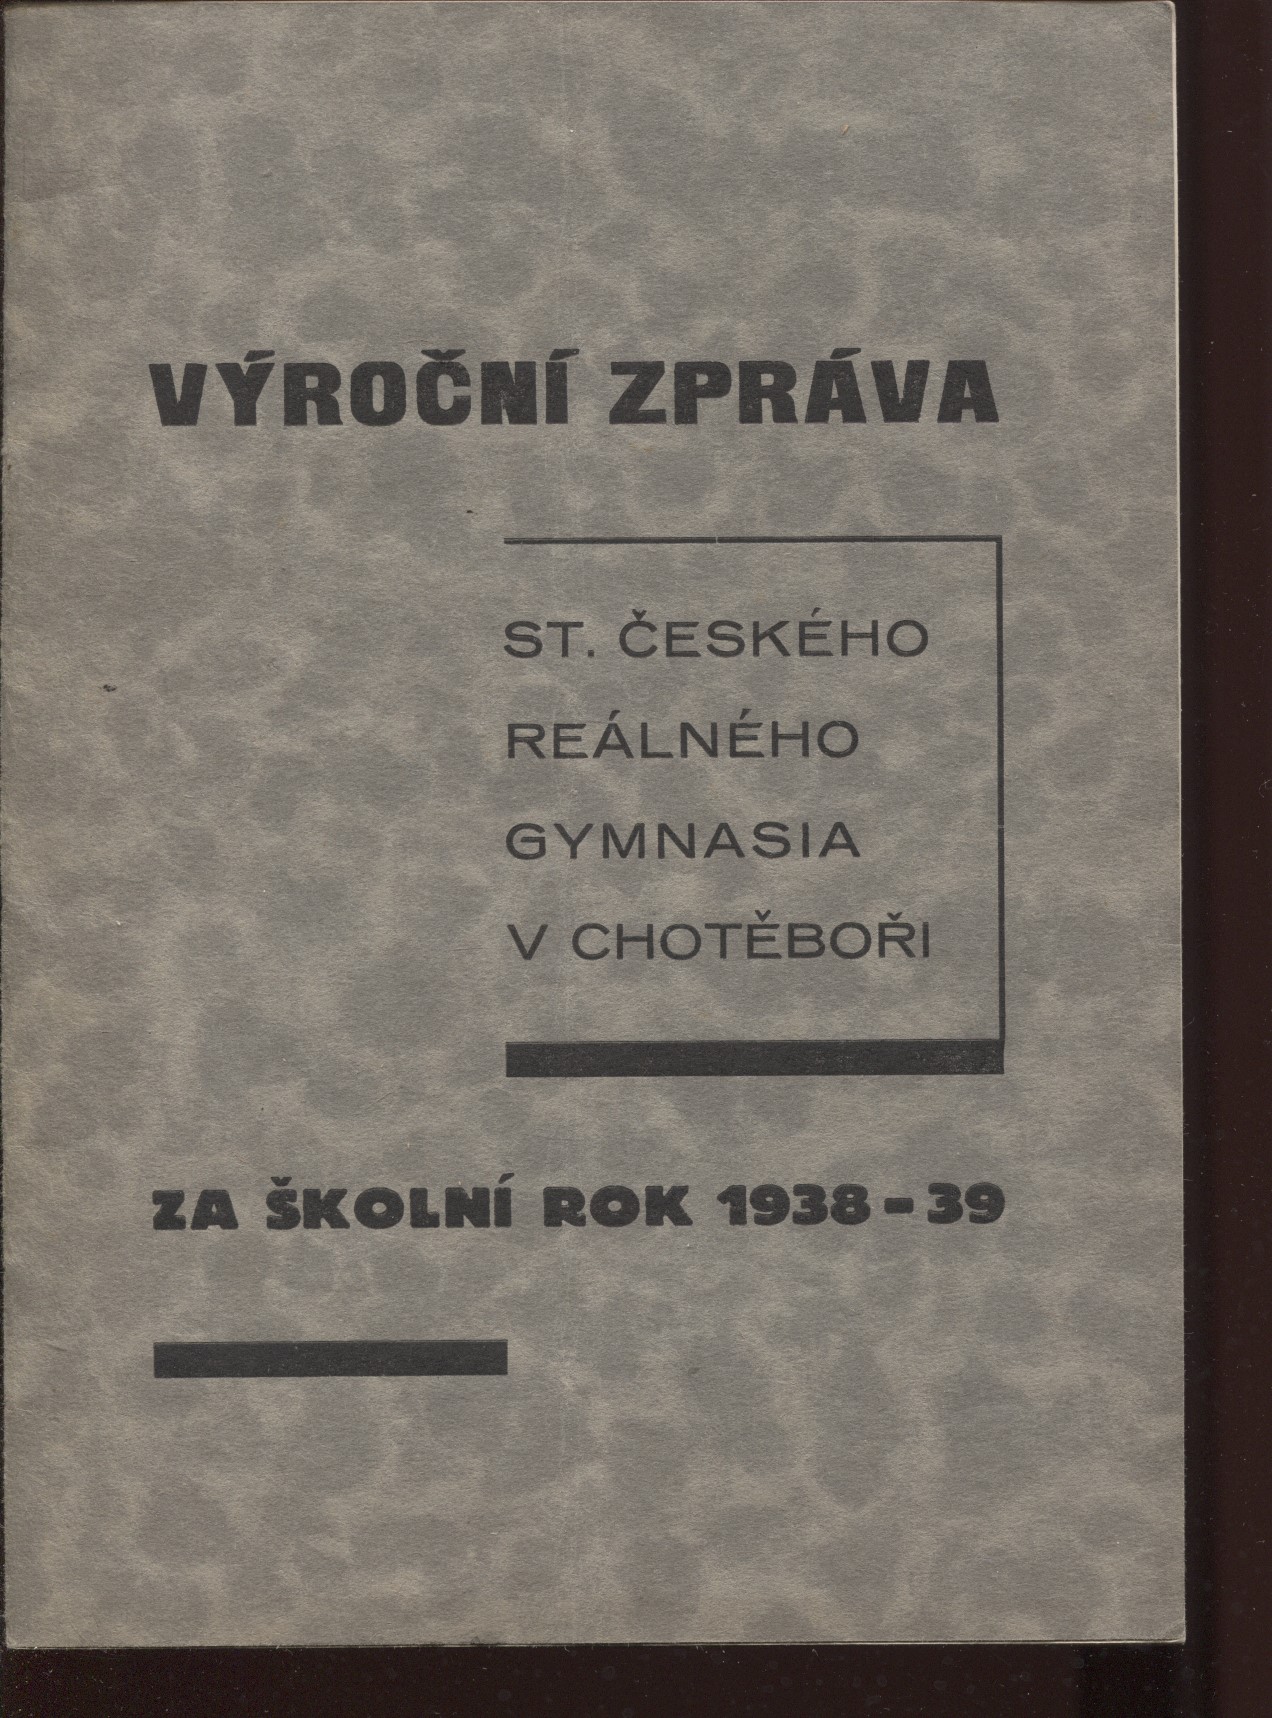 VÝROČNÍ ZPRÁVA
ST. ČESKÉHO
REÁLNÉHO
GYMNASIA
V CHOTĚBOŘI
ZA ŠKOLNÍ ROK 1938-39